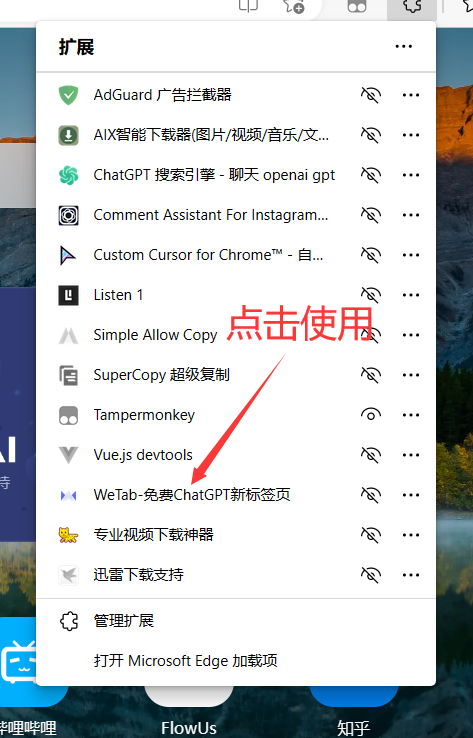 扩展
AdGuard 广告拦截器
AIX智能下载器(图片/视频/音乐/文...
ChatGPT 搜索引擎 - 聊天 openai gpt
Comment Assistant For Instagram...
Custom Cursor for Chrome™ - 自...
Listen 1
点击使用
Simple Allow Copy
SuperCopy 超级复制
Tampermonkey
AI
Vue.js devtools
持
WeTab-免费ChatGPT新标签页
专业视频下载神器
迅雷下载支持
管理扩展
打开 Microsoft Edge 加载项
哔哩哔哩
FlowUs
知乎